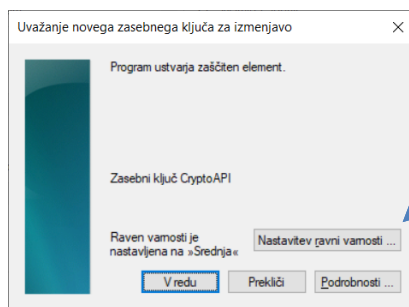 Uvažanje novega zasebnega ključa za izmenjavo
Program ustvarja zaščiten element.
Zasebni ključ CryptoAPI
Raven varnosti je
nastavljena na »Srednja«
Nastavitev ravni varnosti ...
V redu
Prekliči
Podrobnosti ...